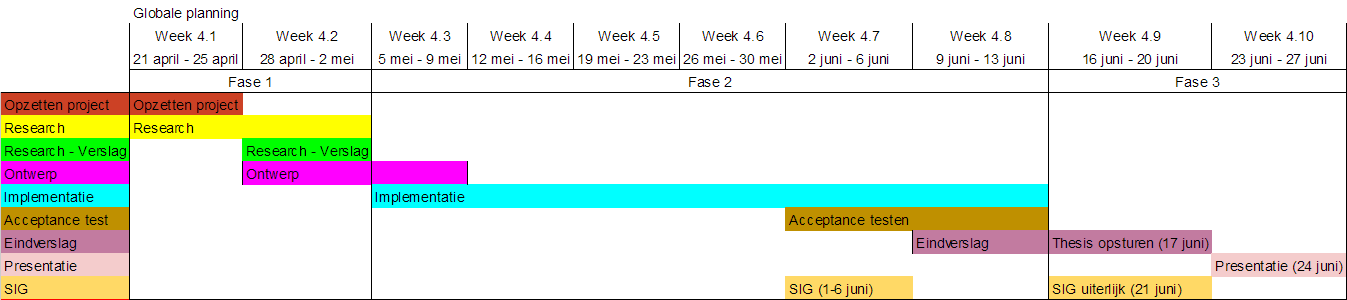 Globale planning
Week 4.1 Week 4.2 Week 4.3 Week 4.4 Week 4.5 Week 4.6 Week 4.7 Week 4.8 Week 4.9 Week 4.10
21 april - 25 april 28 april - 2 mei 5 mei - 9 mei 12 mei - 16 mei 19 mei - 23 mei 26 mei - 30 mei 2 juni - 6 juni 9 juni - 13 juni 16 juni - 20 juni 23 juni - 27 juni
Fase 1 Fase 2 Fase 3
Opzetten project Opzetten project
Research Research
Research - Verslag Research - Verslag
Ontwerp Ontwerp
Implementatie Implementatie
Acceptance test Acceptance testen
Eindverslag Eindverslag Thesis opsturen (17 juni)
Presentatie Presentatie (24 juni)
SIG SIG (1-6 juni) SIG uiterlijk (21 juni)